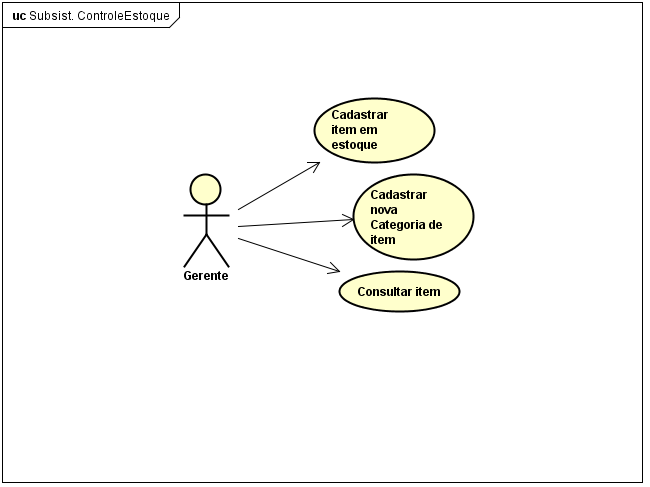 uc Subsist. ControleEstoque
Cadastrar
item em
estoque
Cadastrar
nova
Categoria de
item
Gerente
Consultar item